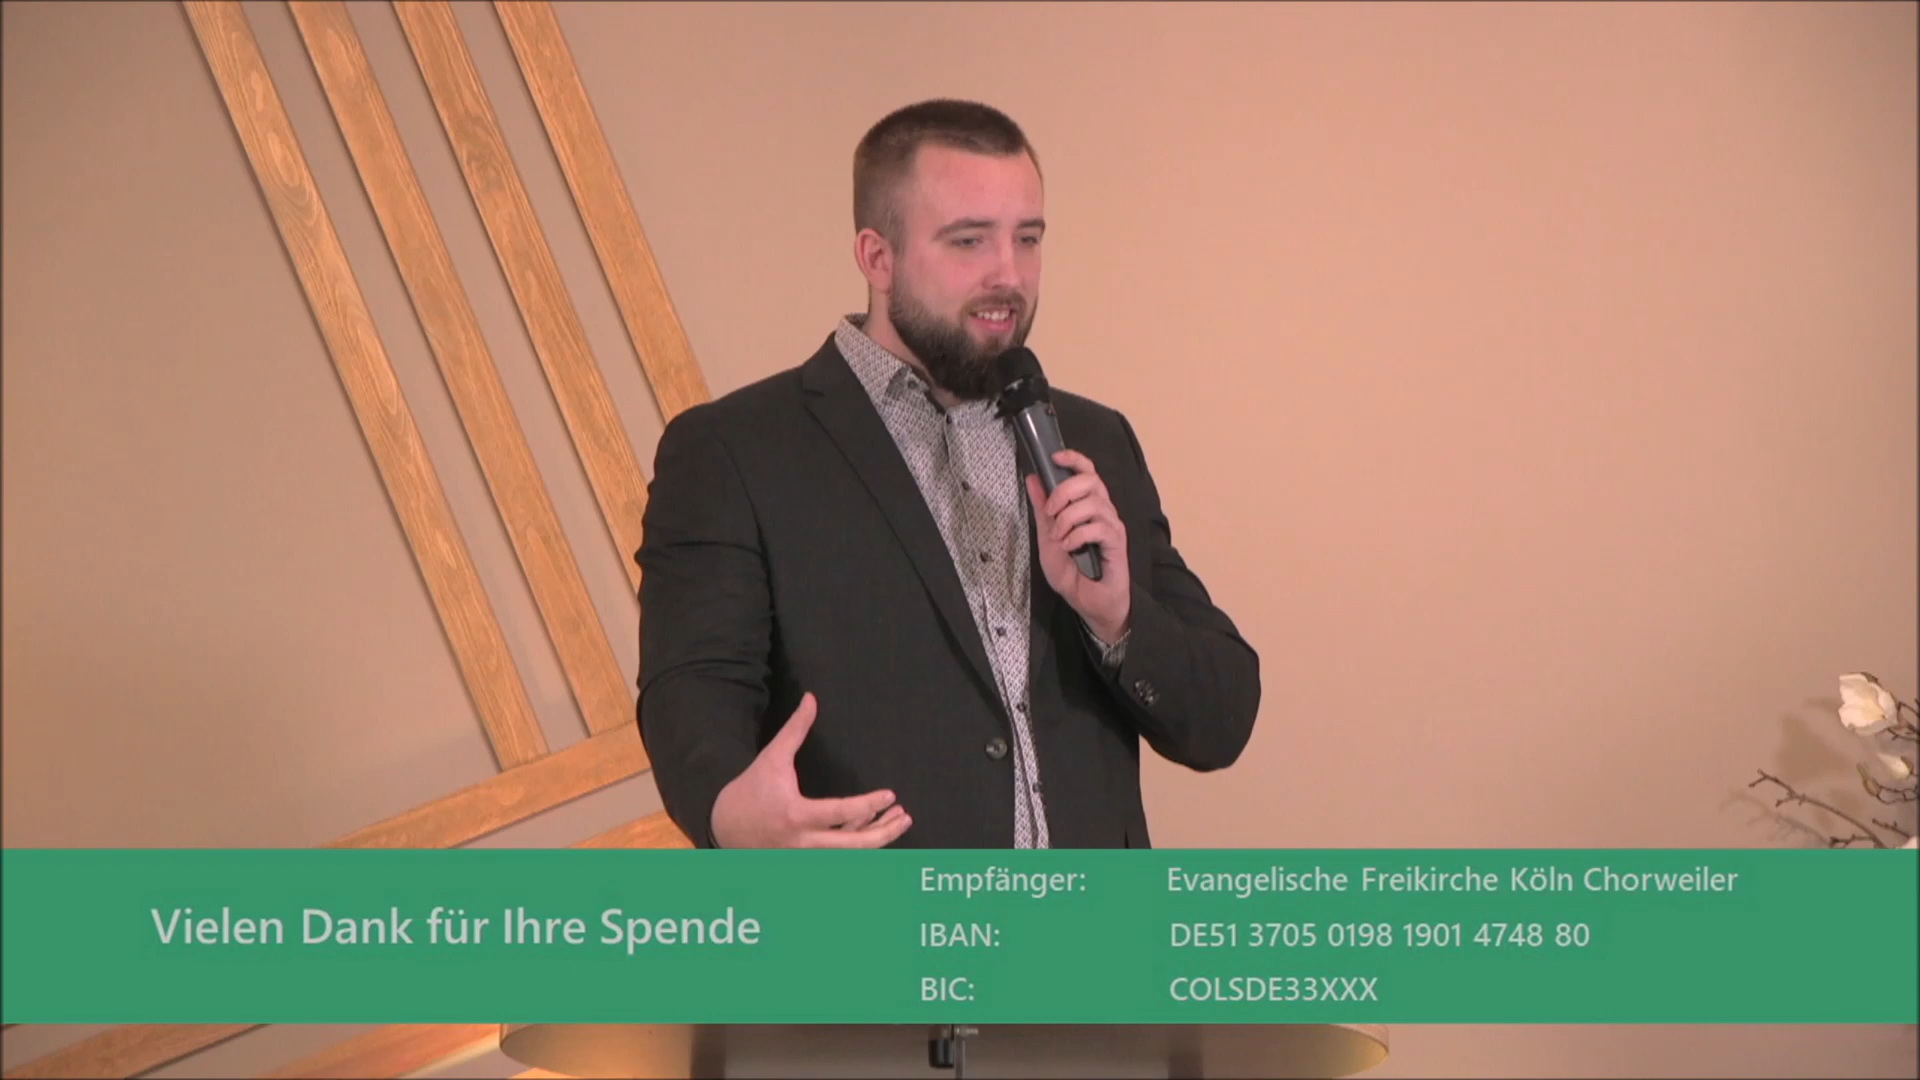 Vielen Dank für Ihre Spende
Empfänger: Evangelische Freikirche Köln Chorweiler
IBAN: DE51 3705 0198 1901 4748 80
BIC: COLSDE33XXX